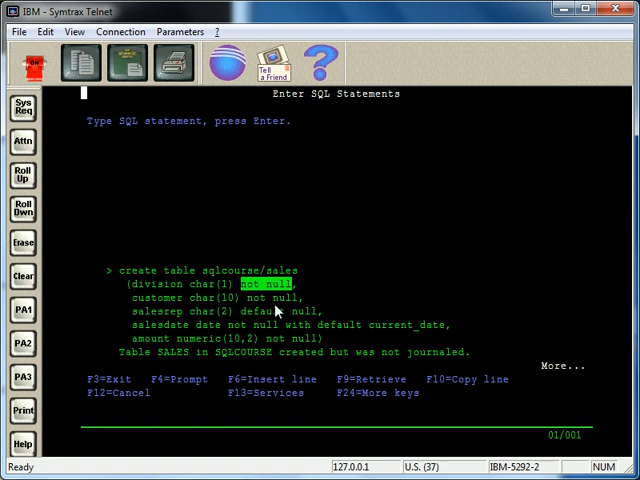 IBM - Symtrax Telnet
File Edit View Connection Parameters ?
ON
Tell a Friend
Sys Req
Attn
Roll Up
Roll Dwn
Erase
Clear
PA1
PA2
PA3
Print
Help
Enter SQL Statements
Type SQL statement, press Enter.
> create table sqlcourse/sales
(division char(1) not null,
customer char(10) not null,
salesrep char(2) default null,
salesdate date not null with default current_date,
amount numeric(10,2) not null)
Table SALES in SQLCOURSE created but was not journaled.
More...
F3=Exit F4=Prompt F6=Insert line F9=Retrieve F10=Copy line
F12=Cancel F13=Services F24=More keys
01/001
Ready 127.0.0.1 U.S. (37) IBM-5292-2 NUM